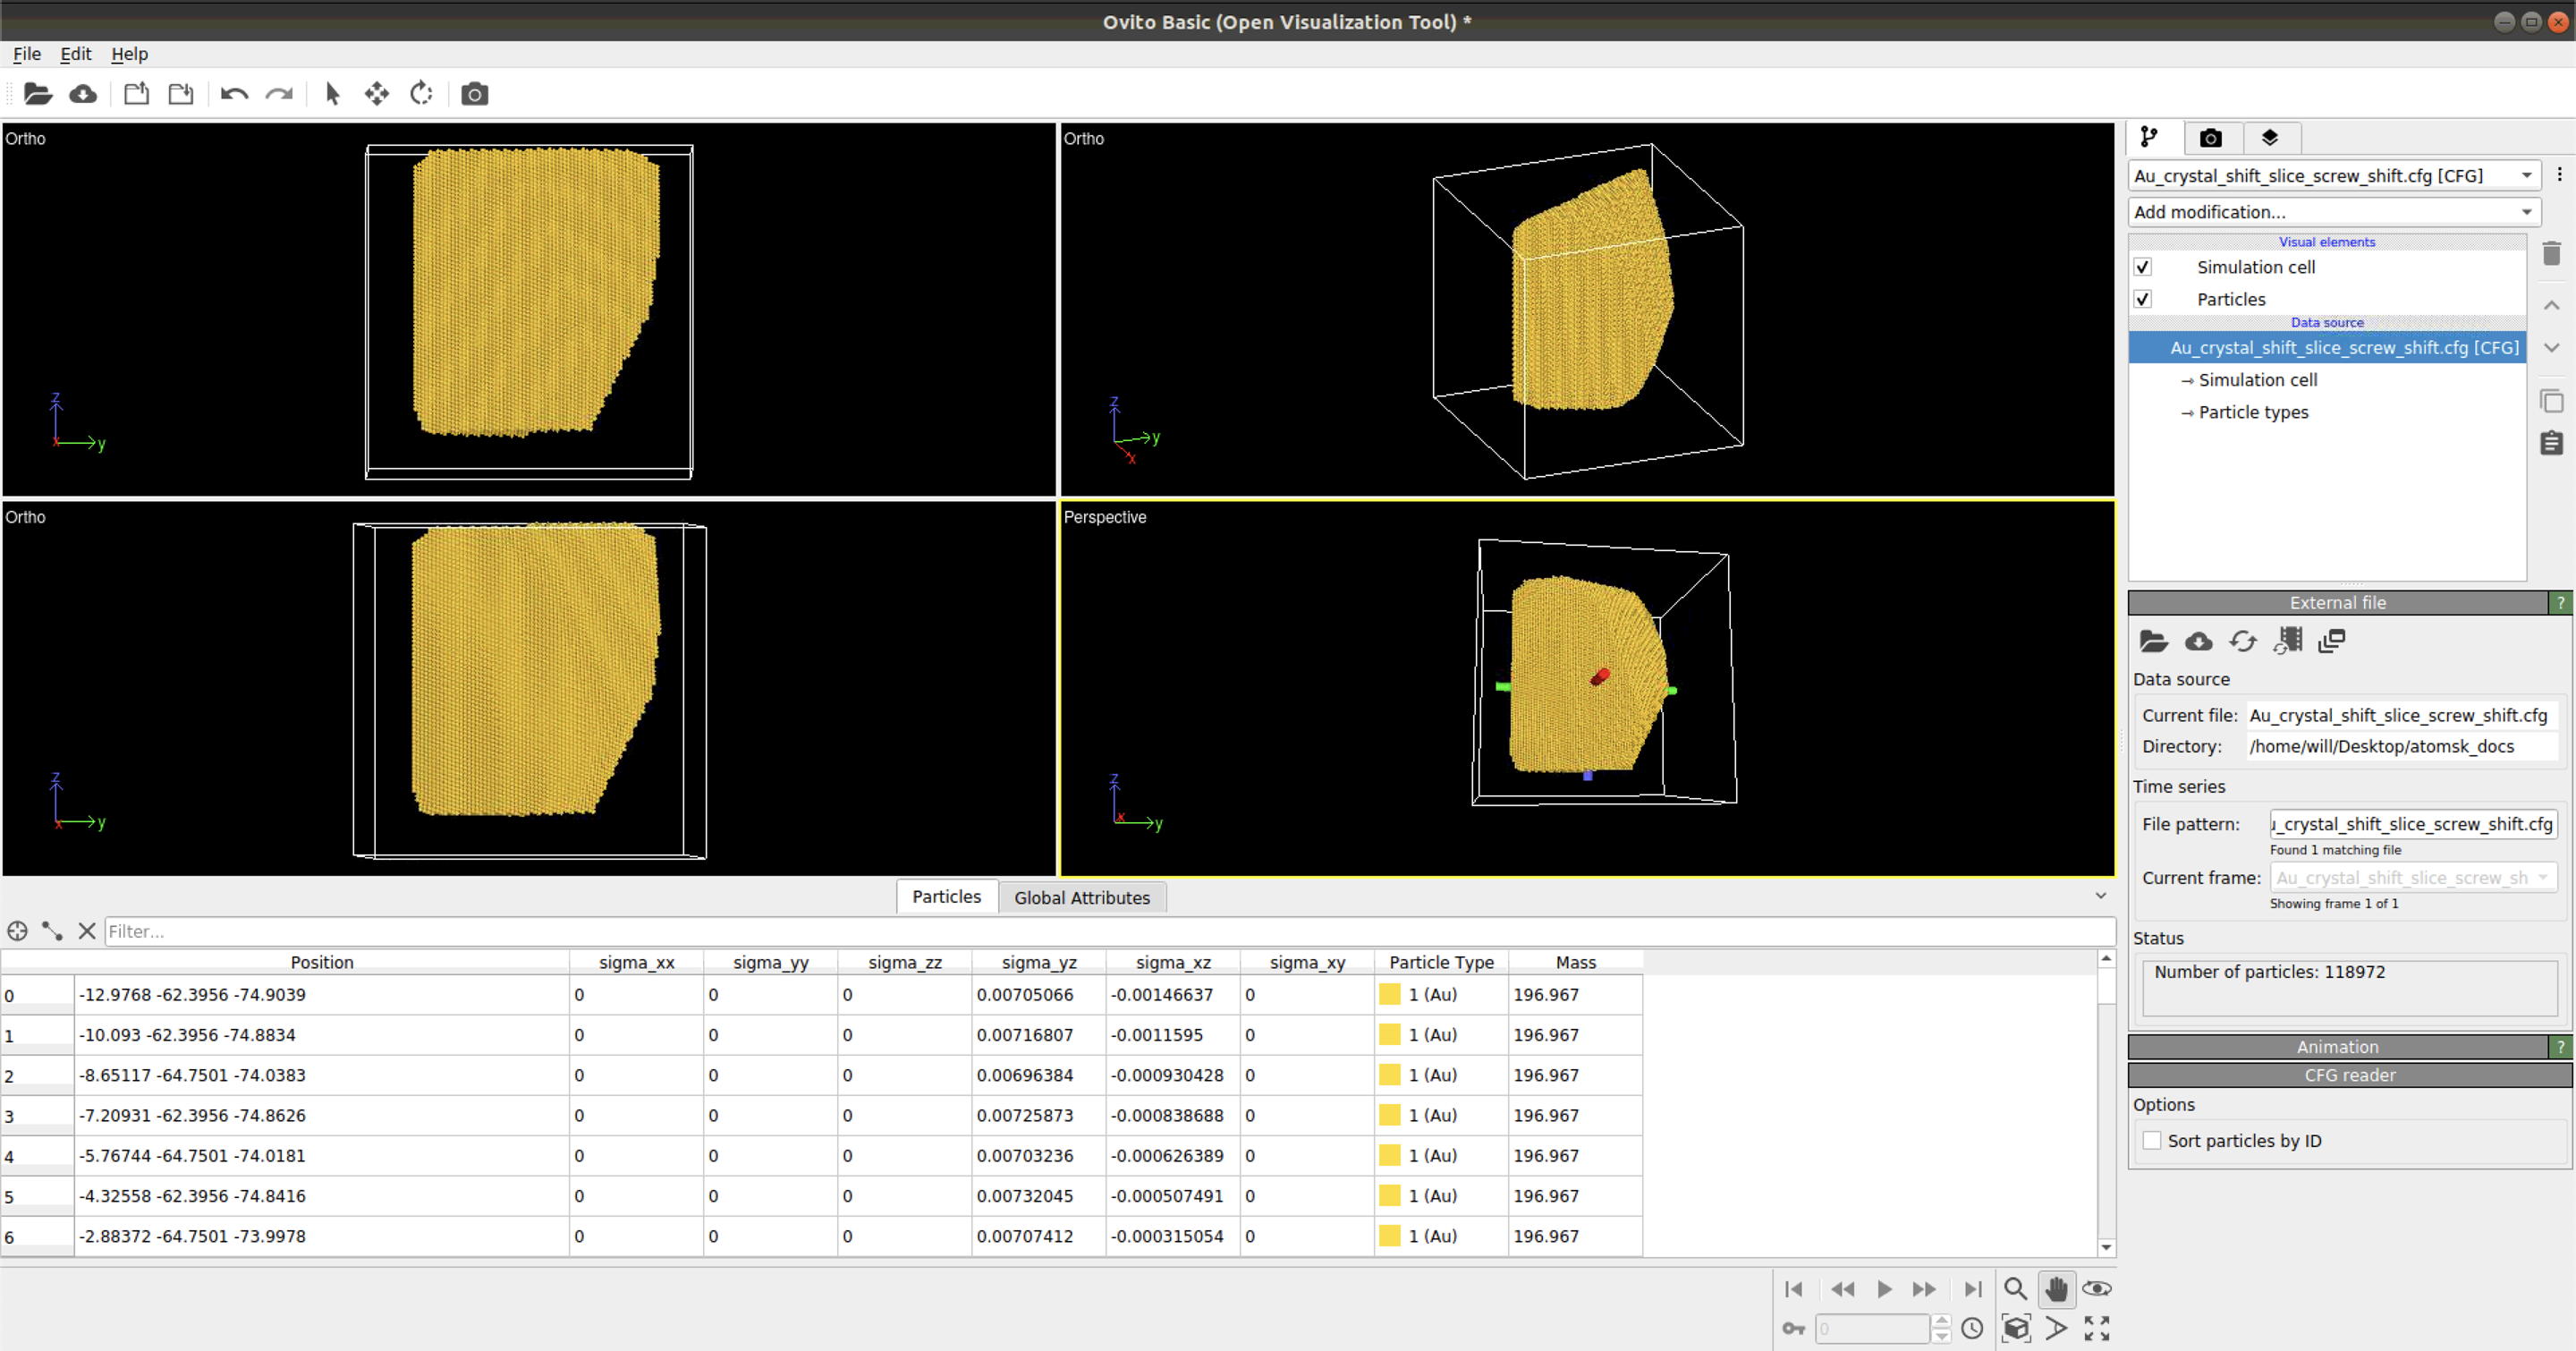 Ovito Basic (Open Visualization Tool) *
File Edit Help
Ortho
z
y
x
Ortho
z
y
x
Ortho
z
y
x
Perspective
z
y
x
Particles Global Attributes
Filter...
Position sigma_xx sigma_yy sigma_zz sigma_yz sigma_xz sigma_xy Particle Type Mass
0 -12.9768 -62.3956 -74.9039 0 0 0 0.00705066 -0.00146637 0 1 (Au) 196.967
1 -10.093 -62.3956 -74.8834 0 0 0 0.00716807 -0.0011595 0 1 (Au) 196.967
2 -8.65117 -64.7501 -74.0383 0 0 0 0.00696384 -0.000930428 0 1 (Au) 196.967
3 -7.20931 -62.3956 -74.8626 0 0 0 0.00725873 -0.000838688 0 1 (Au) 196.967
4 -5.76744 -64.7501 -74.0181 0 0 0 0.00703236 -0.000626389 0 1 (Au) 196.967
5 -4.32558 -62.3956 -74.8416 0 0 0 0.00732045 -0.000507491 0 1 (Au) 196.967
6 -2.88372 -64.7501 -73.9978 0 0 0 0.00707412 -0.000315054 0 1 (Au) 196.967
0
Au_crystal_shift_slice_screw_shift.cfg [CFG]
Add modification...
Visual elements
Simulation cell
Particles
Data source
Au_crystal_shift_slice_screw_shift.cfg [CFG]
→ Simulation cell
→ Particle types
External file ?
Data source
Current file: Au_crystal_shift_slice_screw_shift.cfg
Directory: /home/will/Desktop/atomsk_docs
Time series
File pattern: _crystal_shift_slice_screw_shift.cfg
Found 1 matching file
Current frame: Au_crystal_shift_slice_screw_sh
Showing frame 1 of 1
Status
Number of particles: 118972
Animation ?
CFG reader
Options
Sort particles by ID